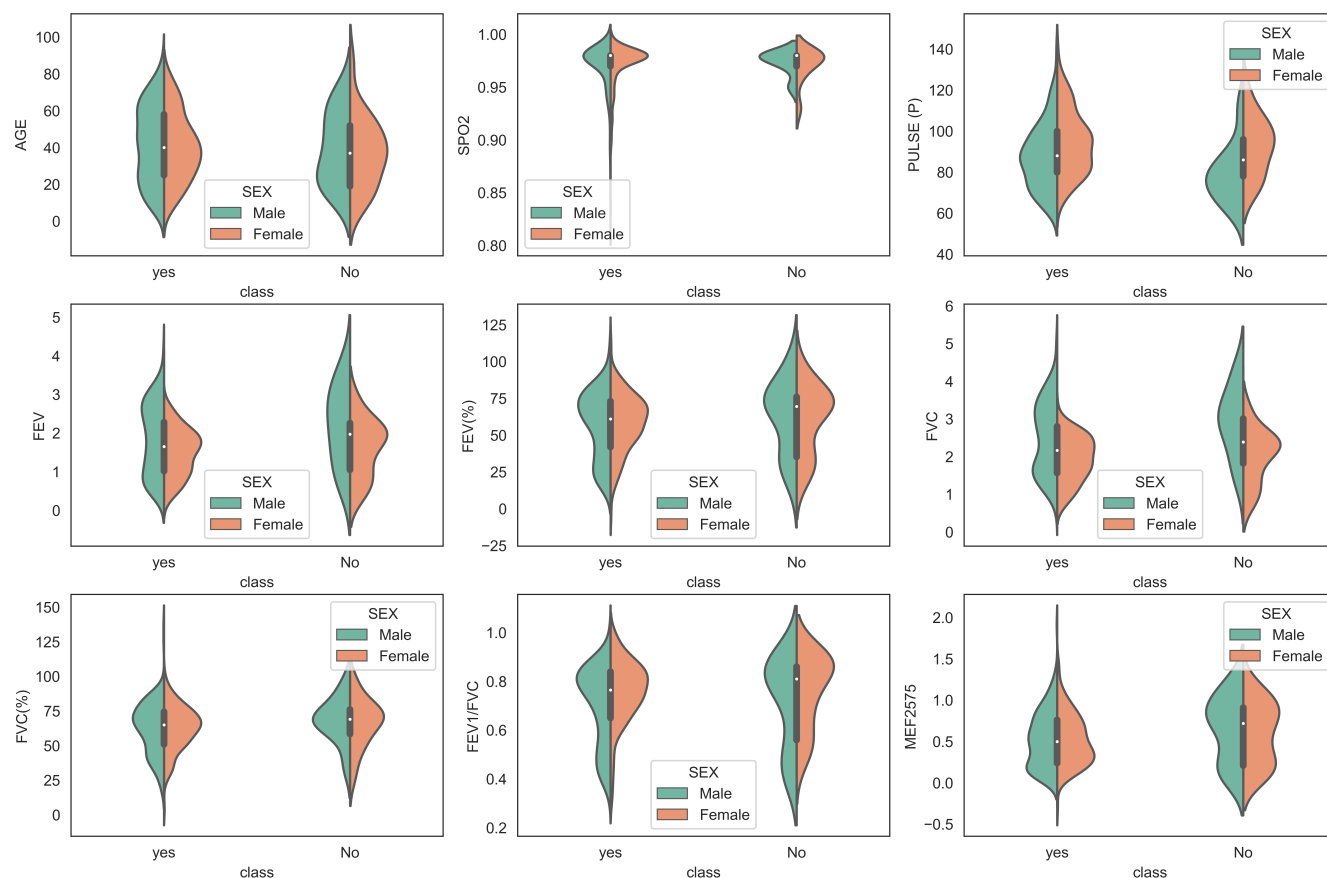 AGE
100
80
60
40
20
0
SEX
Male
Female
yes No
class
SPO2
1.00
0.95
0.90
0.85
0.80
SEX
Male
Female
yes No
class
PULSE (P)
140
120
100
80
60
40
SEX
Male
Female
yes No
class
FEV
5
4
3
2
1
0
SEX
Male
Female
yes No
class
FEV(%)
125
100
75
50
25
0
−25
SEX
Male
Female
yes No
class
FVC
6
5
4
3
2
1
0
SEX
Male
Female
yes No
class
FVC(%)
150
125
100
75
50
25
0
SEX
Male
Female
yes No
class
FEV1/FVC
1.0
0.8
0.6
0.4
0.2
SEX
Male
Female
yes No
class
MEF2575
2.0
1.5
1.0
0.5
0.0
−0.5
SEX
Male
Female
yes No
class